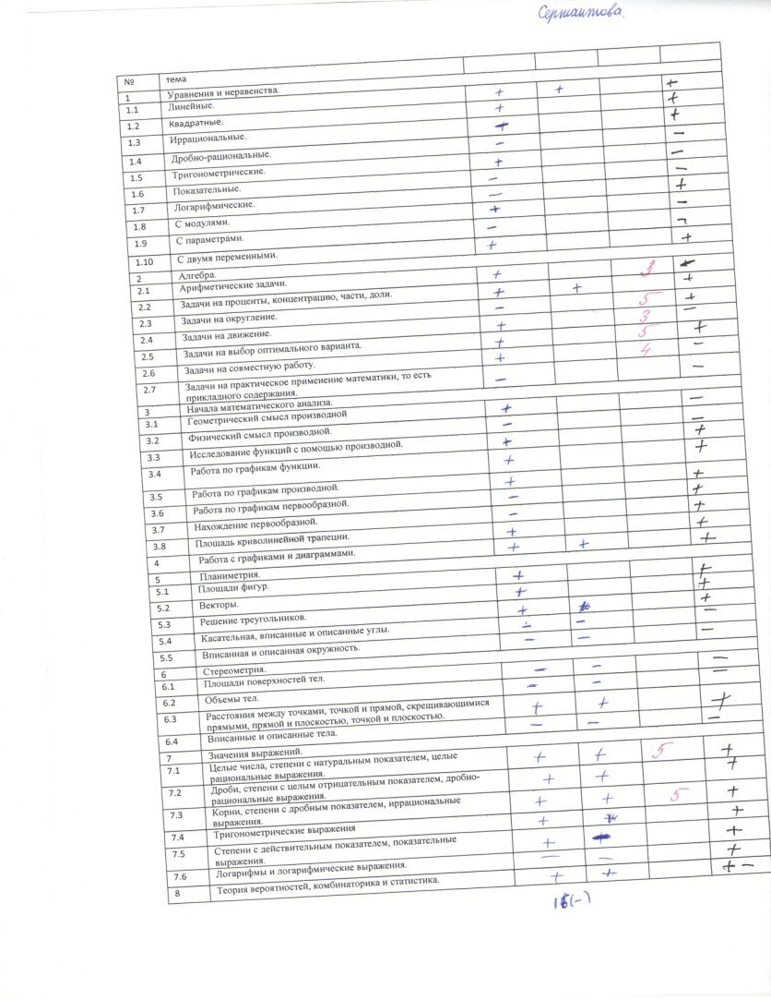 Сержантова.
№ тема
1 Уравнения и неравенства.
1.1 Линейные. + + +
1.2 Квадратные. + +
1.3 Иррациональные. + +
1.4 Дробно-рациональные. − −
1.5 Тригонометрические. + −
1.6 Показательные. − −
1.7 Логарифмические. − +
1.8 С модулями. + −
1.9 С параметрами. − −
1.10 С двумя переменными. + +
2 Алгебра.
2.1 Арифметические задачи. + 3 +
2.2 Задачи на проценты, концентрацию, части, доли. + + +
2.3 Задачи на округление. − 5 +
2.4 Задачи на движение. + 3 −
2.5 Задачи на выбор оптимального варианта. + 5 +
2.6 Задачи на совместную работу. + 4 −
2.7 Задачи на практическое применение математики, то есть
прикладного содержания. − −
3 Начала математического анализа.
3.1 Геометрический смысл производной + −
3.2 Физический смысл производной. − −
3.3 Исследование функций с помощью производной. + +
3.4 Работа по графикам функции. + +
3.5 Работа по графикам производной. + +
3.6 Работа по графикам первообразной. − +
3.7 Нахождение первообразной. − +
3.8 Площадь криволинейной трапеции. + +
4 Работа с графиками и диаграммами. + + +
5 Планиметрия.
5.1 Площади фигур. + +
5.2 Векторы. + +
5.3 Решение треугольников. + + +
5.4 Касательная, вписанные и описанные углы. − − −
5.5 Вписанная и описанная окружность. − − −
6 Стереометрия.
6.1 Площади поверхностей тел. − − −
6.2 Объемы тел. − − −
6.3 Расстояния между точками, точкой и прямой, скрещивающимися
прямыми, прямой и плоскостью, точкой и плоскостью. + + +
6.4 Вписанные и описанные тела. − − −
7 Значения выражений.
7.1 Целые числа, степени с натуральным показателем, целые
рациональные выражения. + + 5 +
7.2 Дроби, степени с целым отрицательным показателем, дробно-
рациональные выражения. + + +
7.3 Корни, степени с дробным показателем, иррациональные
выражения. + + 5 +
7.4 Тригонометрические выражения + + +
7.5 Степени с действительным показателем, показательные
выражения. + + +
7.6 Логарифмы и логарифмические выражения. − − +
8 Теория вероятностей, комбинаторика и статистика. + + + −